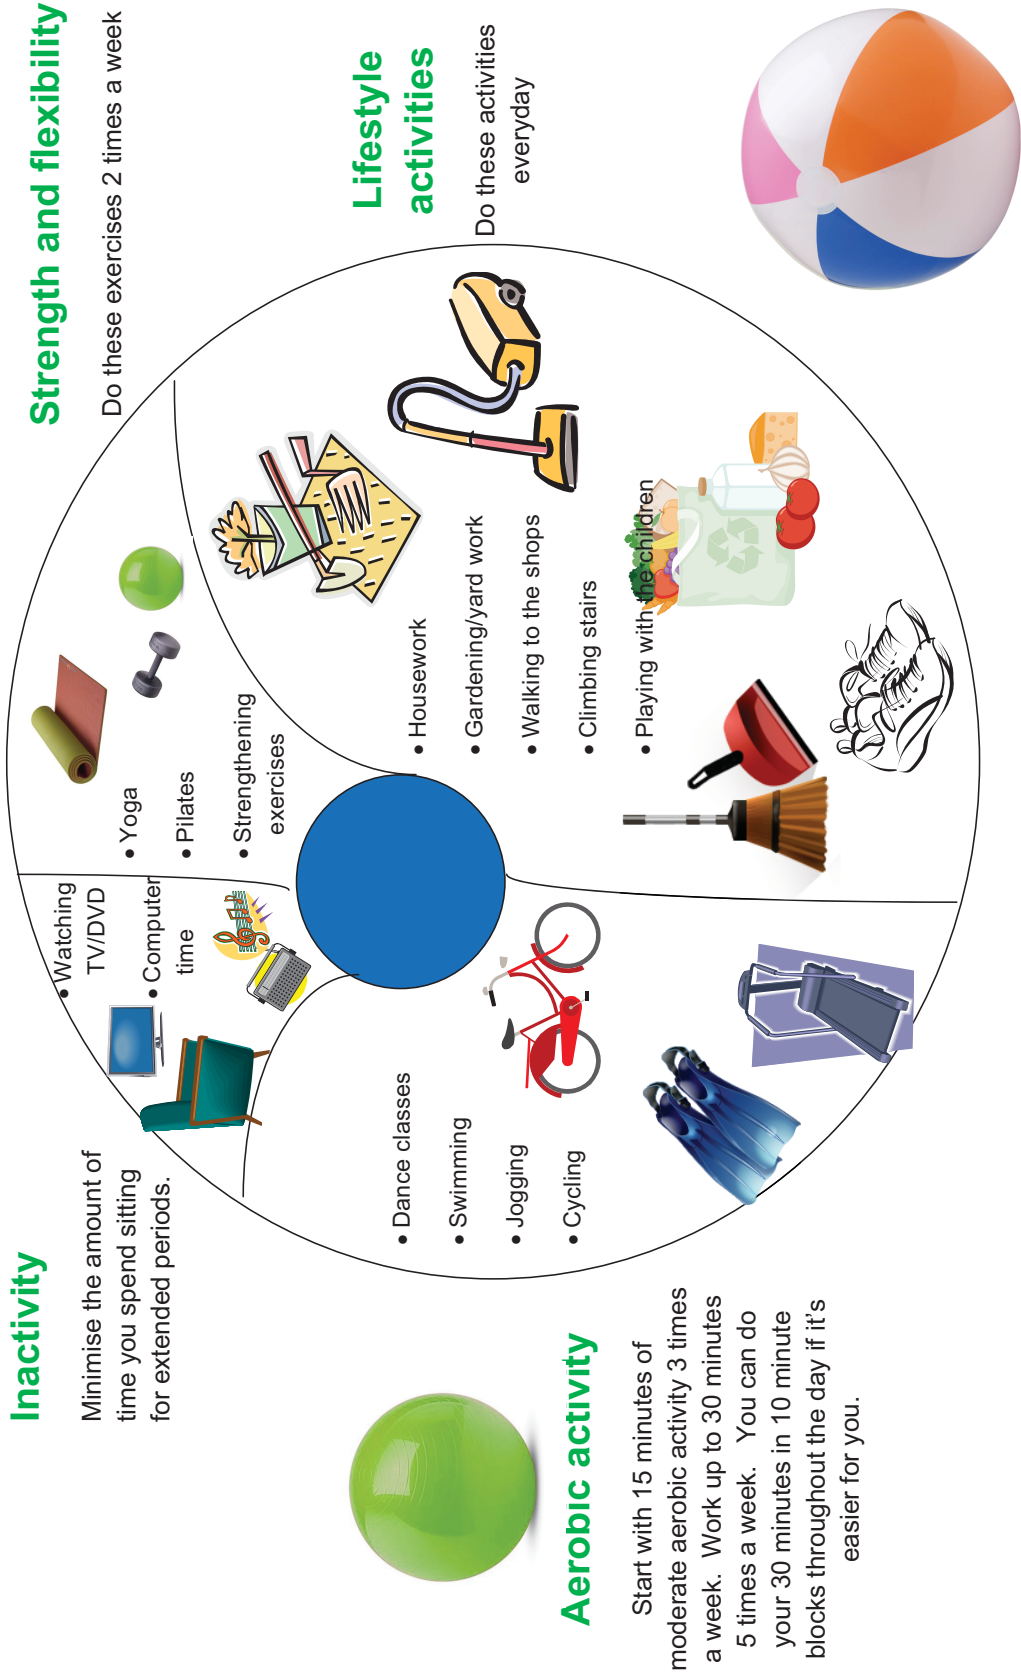 Inactivity
Minimise the amount of
time you spend sitting
for extended periods.
• Watching
TV/DVD
• Computer
time
Strength and flexibility
Do these exercises 2 times a week
• Yoga
• Pilates
• Strengthening
exercises
Lifestyle
activities
Do these activities
everyday
• Housework
• Gardening/yard work
• Walking to the shops
• Climbing stairs
• Playing with the children
Aerobic activity
Start with 15 minutes of
moderate aerobic activity 3 times
a week.  Work up to 30 minutes
5 times a week.  You can do
your 30 minutes in 10 minute
blocks throughout the day if it's
easier for you.
• Dance classes
• Swimming
• Jogging
• Cycling